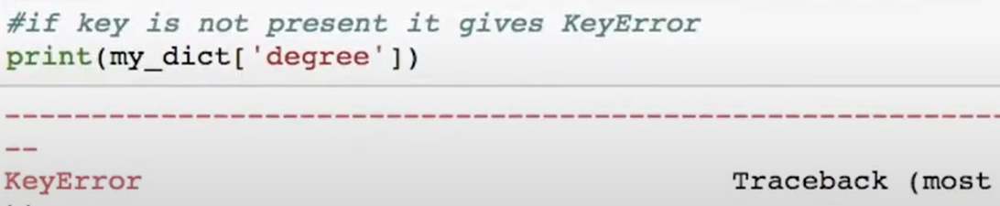 #if key is not present it gives KeyError
print(my_dict['degree'])
---------------------------------------------------------
--
KeyError                                  Traceback (most